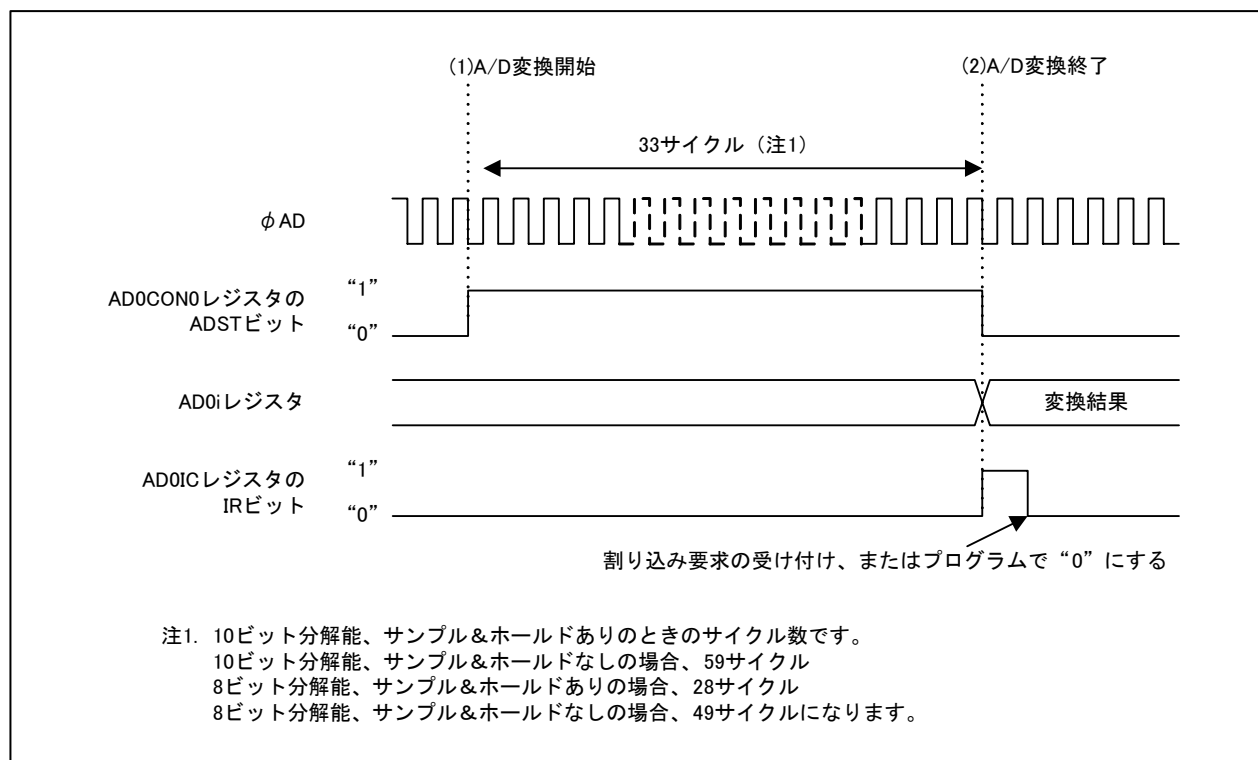 (1)A/D変換開始
(2)A/D変換終了
33サイクル（注1）
φAD
AD0CON0レジスタの
ADSTビット
“1”
“0”
AD0iレジスタ
変換結果
AD0ICレジスタの
IRビット
“1”
“0”
割り込み要求の受け付け、またはプログラムで“0”にする
注1. 10ビット分解能、サンプル＆ホールドありのときのサイクル数です。
10ビット分解能、サンプル＆ホールドなしの場合、59サイクル
8ビット分解能、サンプル＆ホールドありの場合、28サイクル
8ビット分解能、サンプル＆ホールドなしの場合、49サイクルになります。